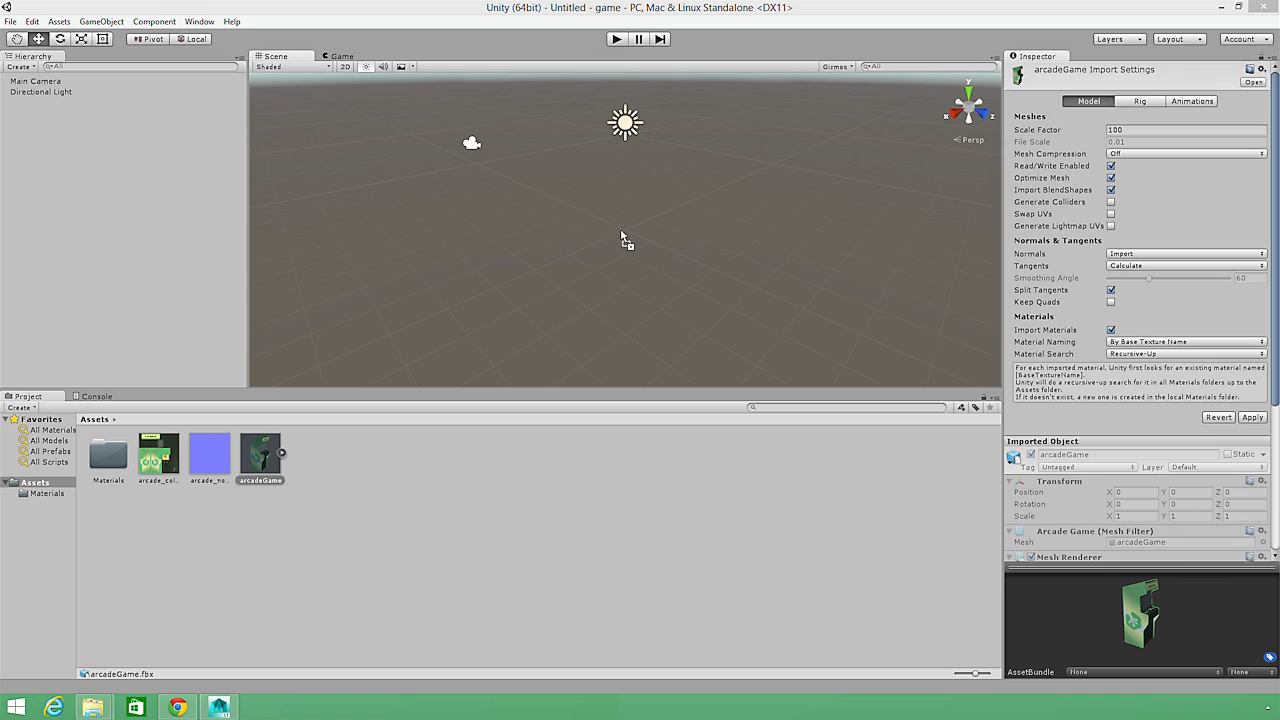 Unity (64bit) - Untitled - game - PC, Mac & Linux Standalone <DX11>
File Edit Assets GameObject Component Window Help
Pivot Local Layers Layout Account
Hierarchy
Create All
Main Camera
Directional Light
Scene Game
Shaded 2D Gizmos All
y
x z
Persp
Inspector
arcadeGame Import Settings
Open
Model Rig Animations
Meshes
Scale Factor 100
File Scale 0.01
Mesh Compression Off
Read/Write Enabled
Optimize Mesh
Import BlendShapes
Generate Colliders
Swap UVs
Generate Lightmap UVs
Normals & Tangents
Normals Import
Tangents Calculate
Smoothing Angle 60
Split Tangents
Keep Quads
Materials
Import Materials
Material Naming By Base Texture Name
Material Search Recursive-Up
For each imported material, Unity first looks for an existing material named
[BaseTextureName].
Unity will do a recursive-up search for it in all Materials folders up to the
Assets folder.
If it doesn't exist, a new one is created in the local Materials folder.
Revert Apply
Imported Object
arcadeGame Static
Tag Untagged Layer Default
Transform
Position X 0 Y 0 Z 0
Rotation X 0 Y 0 Z 0
Scale X 1 Y 1 Z 1
Arcade Game (Mesh Filter)
Mesh arcadeGame
Mesh Renderer
AssetBundle None None
Project Console
Create
Favorites
All Materials
All Models
All Prefabs
All Scripts
Assets
Materials
Assets
Materials arcade_col... arcade_no... arcadeGame
arcadeGame.fbx
LT